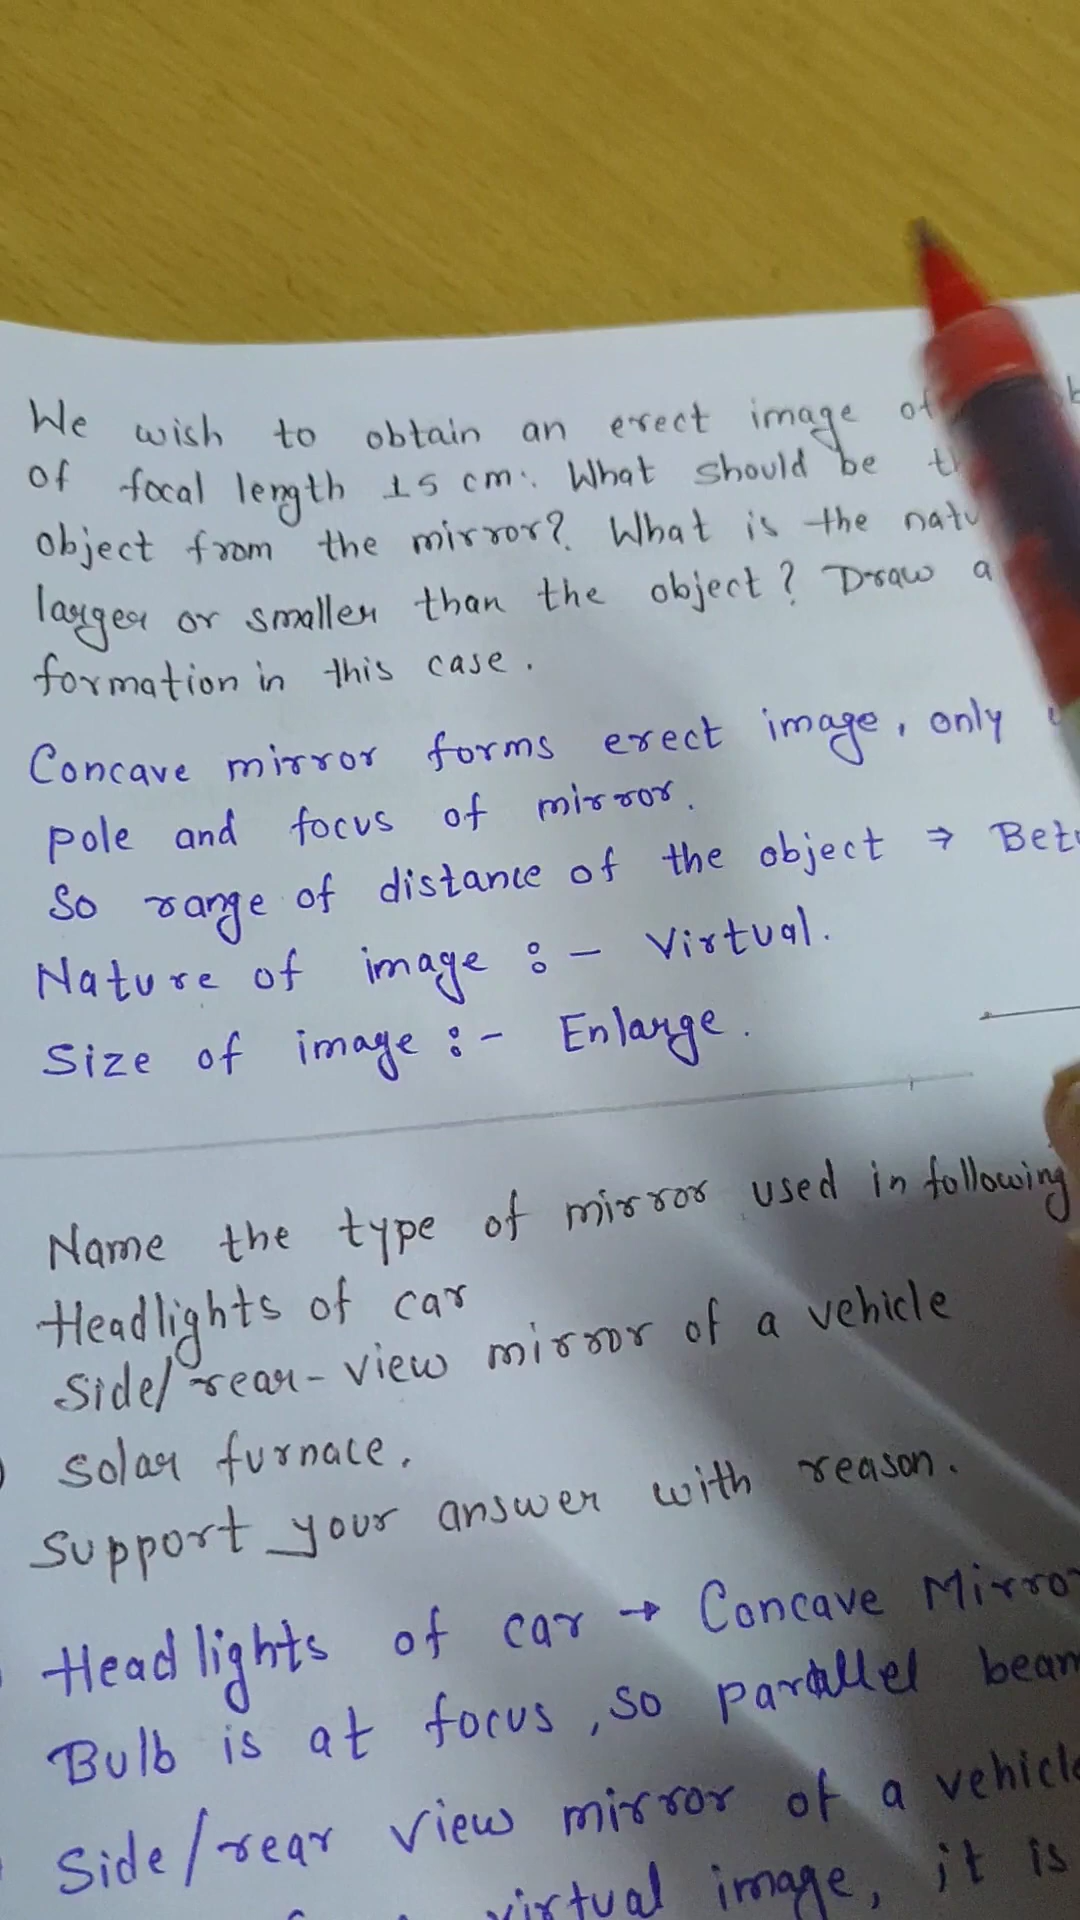 We wish to obtain an erect image of
of focal length 15 cm. What should be
object from the mirror? What is the
larger or smaller than the object? Draw a
formation in this case.
Concave mirror forms erect image, only
pole and focus of mirror.
So range of distance of the object ⇒
Nature of image :- Virtual.
Size of image :- Enlarge.
Name the type of mirror used in following
Headlights of car
Side/rear-view mirror of a vehicle
Solar furnace.
Support your answer with reason.
Headlights of car → Concave
Bulb is at focus, so parallel
Side/rear view mirror of a
virtual image, it is